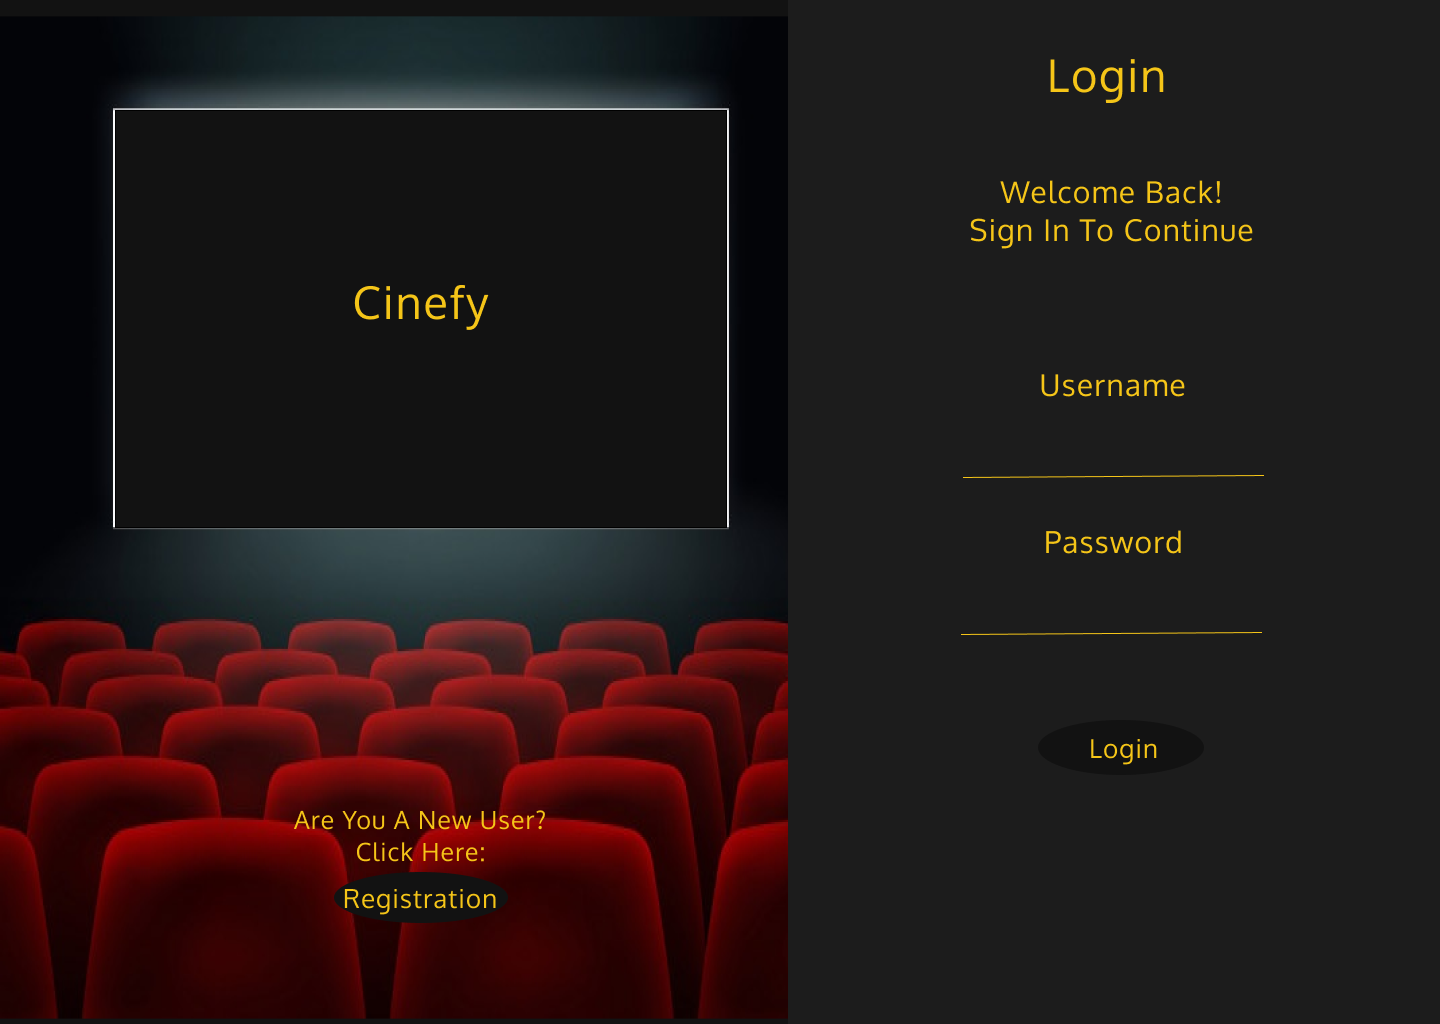 Cinefy
Are You A New User?
Click Here:
Registration
Login
Welcome Back!
Sign In To Continue
Username
Password
Login